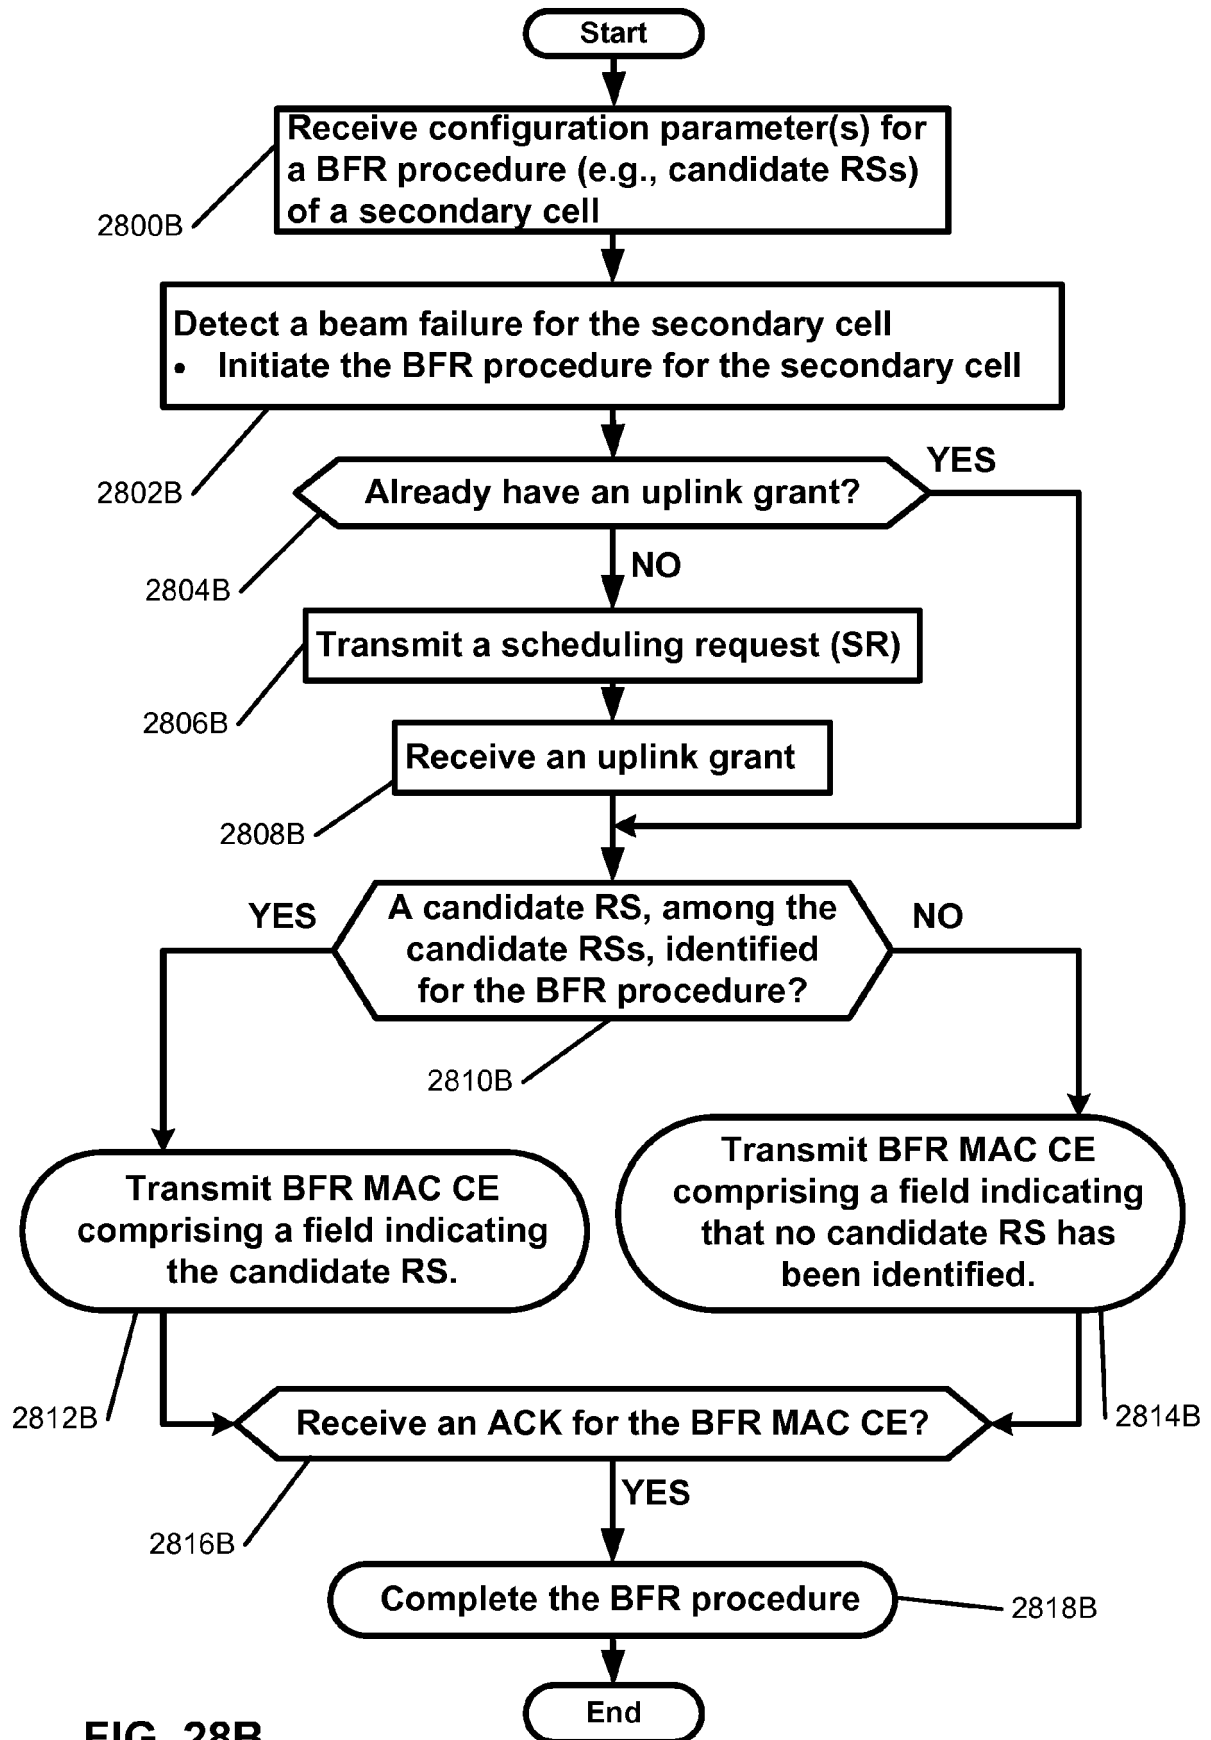 Start
Receive configuration parameter(s) for
a BFR procedure (e.g., candidate RSs)
of a secondary cell
2800B
Detect a beam failure for the secondary cell
• Initiate the BFR procedure for the secondary cell
2802B
YES
Already have an uplink grant?
2804B
NO
Transmit a scheduling request (SR)
2806B
Receive an uplink grant
2808B
YES
A candidate RS, among the
candidate RSs, identified
for the BFR procedure?
NO
2810B
Transmit BFR MAC CE
comprising a field indicating
the candidate RS.
Transmit BFR MAC CE
comprising a field indicating
that no candidate RS has
been identified.
2812B
2814B
Receive an ACK for the BFR MAC CE?
2816B
YES
Complete the BFR procedure
2818B
End
FIG. 28B